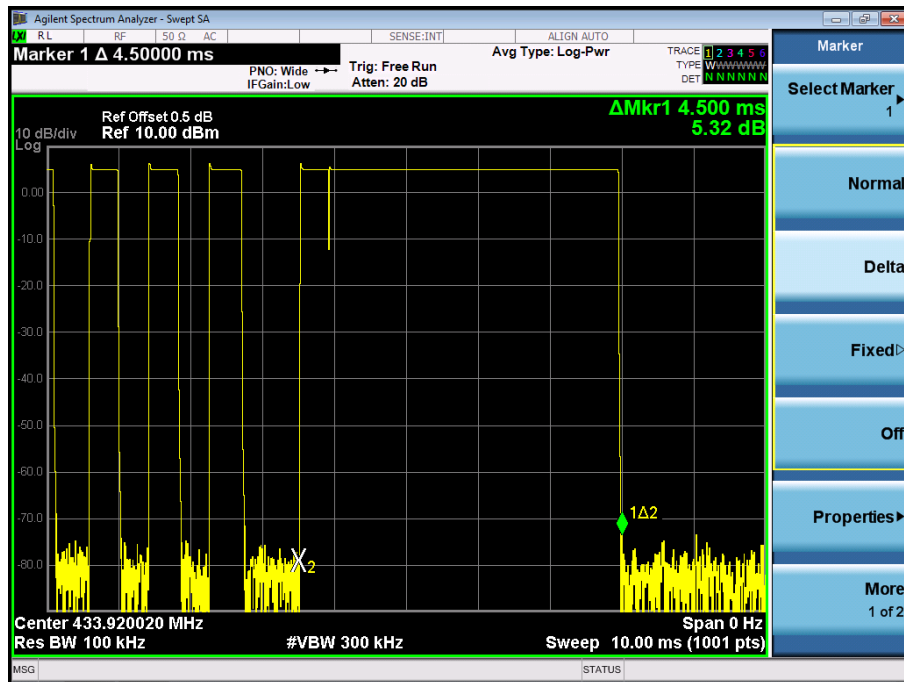 Agilent Spectrum Analyzer - Swept SA
LXI RL RF 50 Ω AC SENSE:INT ALIGN AUTO
Marker 1 Δ 4.50000 ms
PNO: Wide
IFGain:Low
Trig: Free Run
Atten: 20 dB
Avg Type: Log-Pwr
TRACE 1 2 3 4 5 6
TYPE WWWWWW
DET N N N N N N
ΔMkr1 4.500 ms
5.32 dB
Ref Offset 0.5 dB
10 dB/div Ref 10.00 dBm
Log
0.00
-10.0
-20.0
-30.0
-40.0
-50.0
-60.0
-70.0
-80.0
1Δ2
2
Center 433.920020 MHz Span 0 Hz
Res BW 100 kHz #VBW 300 kHz Sweep 10.00 ms (1001 pts)
MSG STATUS
Marker
Select Marker
1
Normal
Delta
Fixed
Off
Properties
More
1 of 2